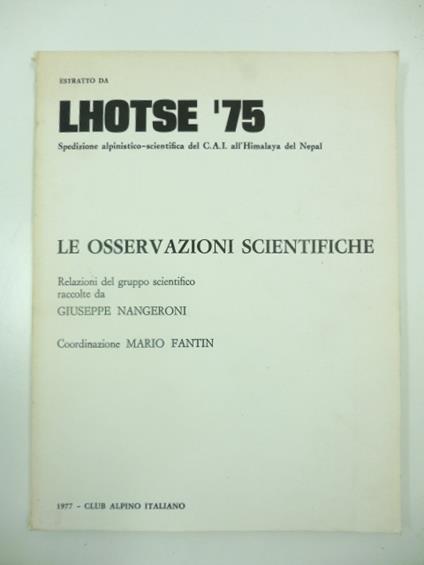 ESTRATTO DA
LHOTSE '75
Spedizione alpinistico-scientifica del C.A.I. all'Himalaya del Nepal
LE OSSERVAZIONI SCIENTIFICHE
Relazioni del gruppo scientifico
raccolte da
GIUSEPPE NANGERONI
Coordinazione MARIO FANTIN
1977 - CLUB ALPINO ITALIANO